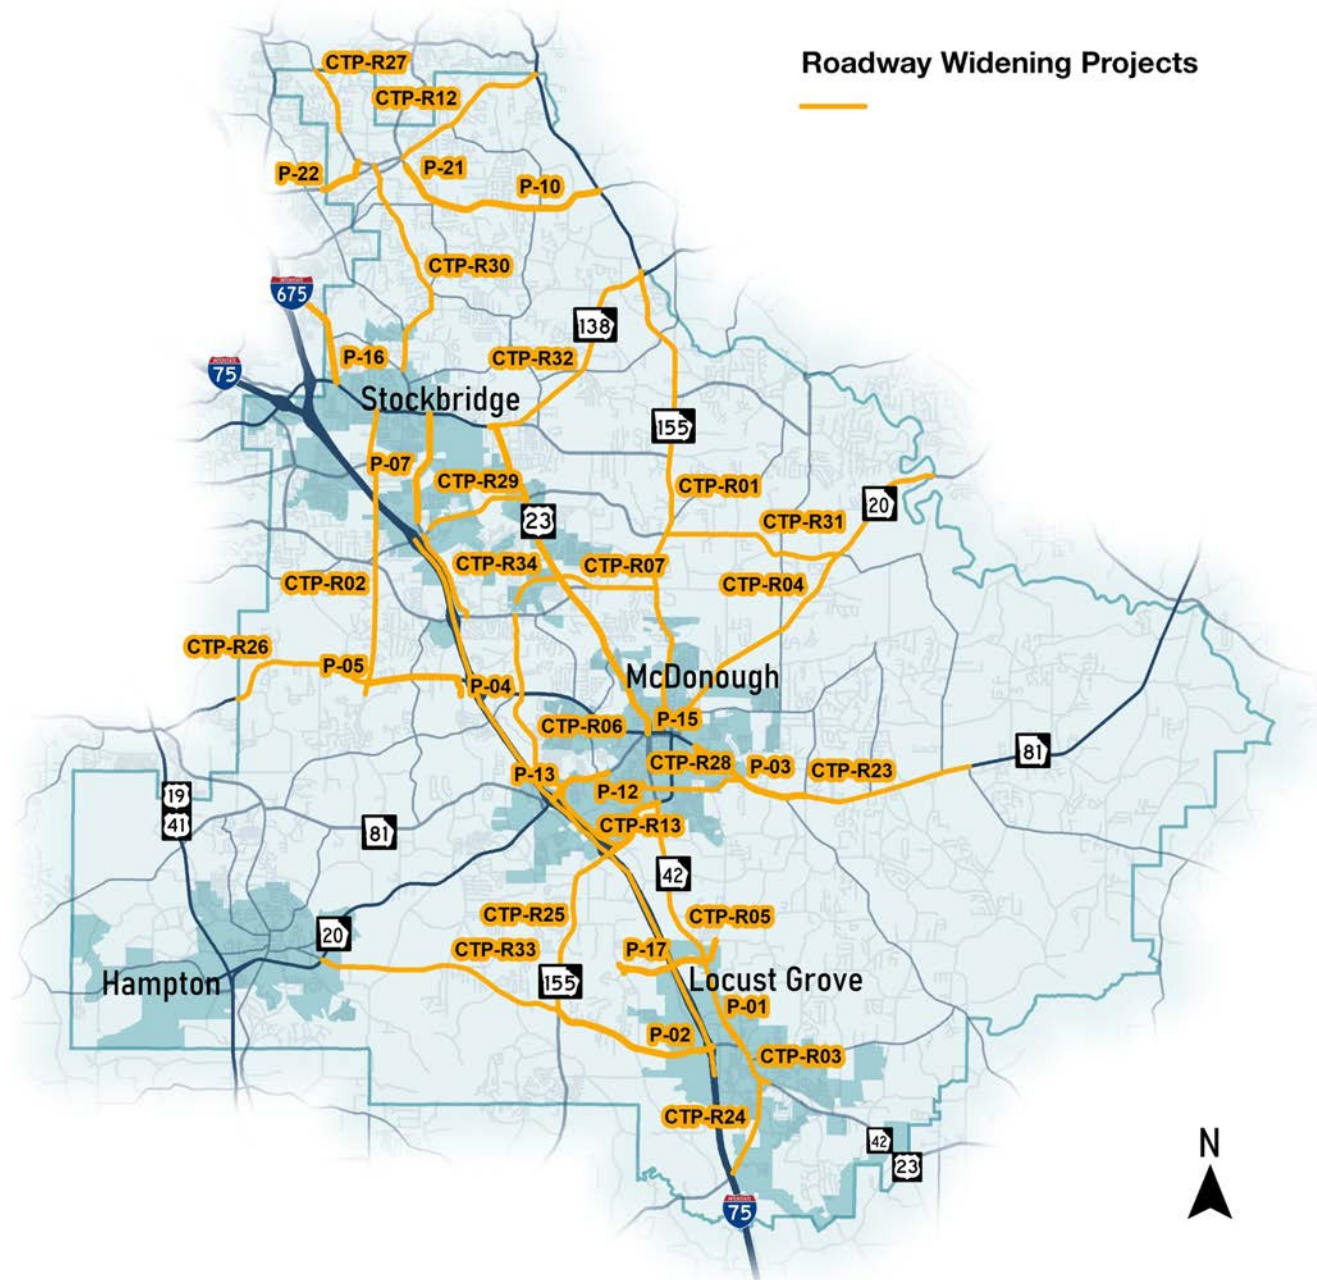 Roadway Widening Projects
CTP-R27
CTP-R12
P-22
P-21
P-10
CTP-R30
INTERSTATE
675
138
P-16
CTP-R32
INTERSTATE
75
Stockbridge
155
P-07
CTP-R29
CTP-R01
20
23
CTP-R31
CTP-R34
CTP-R07
CTP-R02
CTP-R04
CTP-R26
P-05
P-04
McDonough
CTP-R06
P-15
81
P-13
CTP-R28
P-03
CTP-R23
P-12
19
41
81
CTP-R13
42
CTP-R25
CTP-R05
20
CTP-R33
P-17
Hampton
155
Locust Grove
P-01
P-02
CTP-R03
CTP-R24
42
23
N
INTERSTATE
75